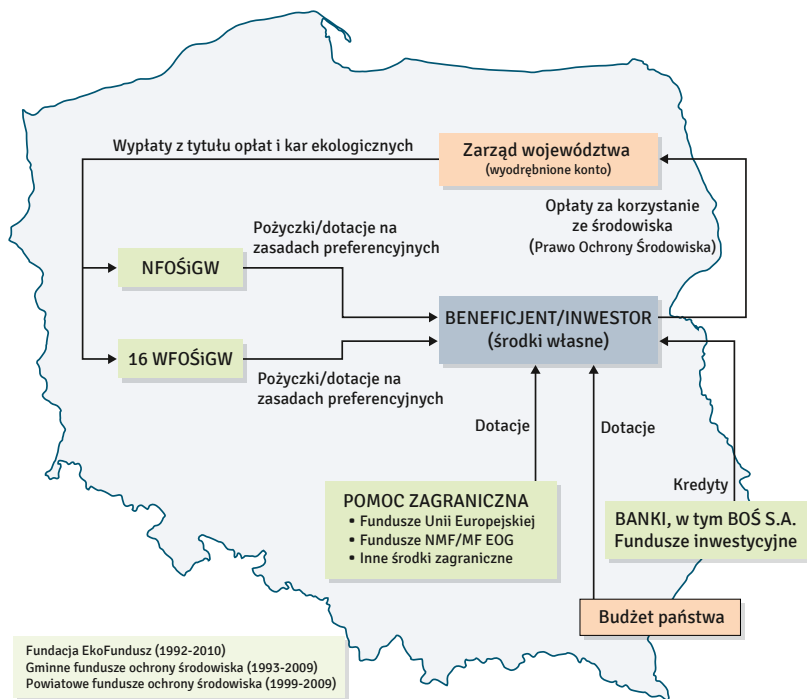 Wypłaty z tytułu opłat i kar ekologicznych
Zarząd województwa
(wyodrębnione konto)
Opłaty za korzystanie
ze środowiska
(Prawo Ochrony Środowiska)
Pożyczki/dotacje na
zasadach preferencyjnych
NFOŚiGW
BENEFICJENT/INWESTOR
(środki własne)
16 WFOŚiGW
Pożyczki/dotacje na
zasadach preferencyjnych
Dotacje
Dotacje
Kredyty
POMOC ZAGRANICZNA
• Fundusze Unii Europejskiej
• Fundusze NMF/MF EOG
• Inne środki zagraniczne
BANKI, w tym BOŚ S.A.
Fundusze inwestycyjne
Budżet państwa
Fundacja EkoFundusz (1992-2010)
Gminne fundusze ochrony środowiska (1993-2009)
Powiatowe fundusze ochrony środowiska (1999-2009)